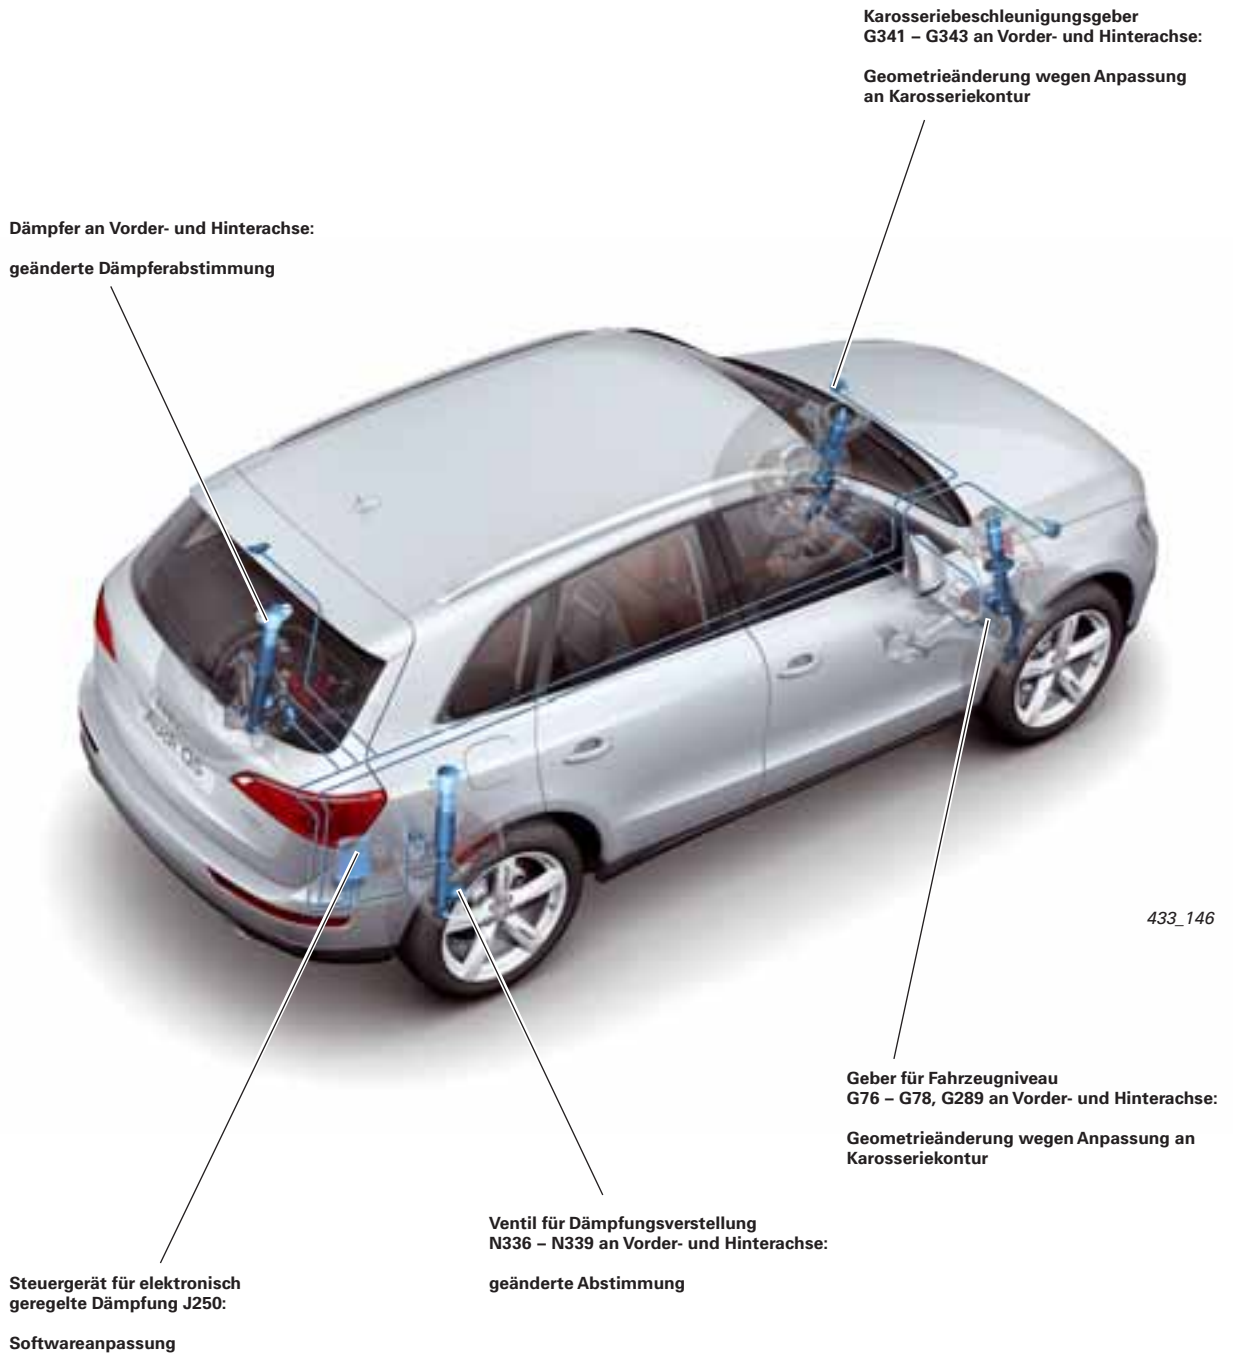 Karosseriebeschleunigungsgeber
G341 – G343 an Vorder- und Hinterachse:
Geometrieänderung wegen Anpassung
an Karosseriekontur
Dämpfer an Vorder- und Hinterachse:
geänderte Dämpferabstimmung
433_146
Geber für Fahrzeugniveau
G76 – G78, G289 an Vorder- und Hinterachse:
Geometrieänderung wegen Anpassung an
Karosseriekontur
Ventil für Dämpfungsverstellung
N336 – N339 an Vorder- und Hinterachse:
geänderte Abstimmung
Steuergerät für elektronisch
geregelte Dämpfung J250:
Softwareanpassung